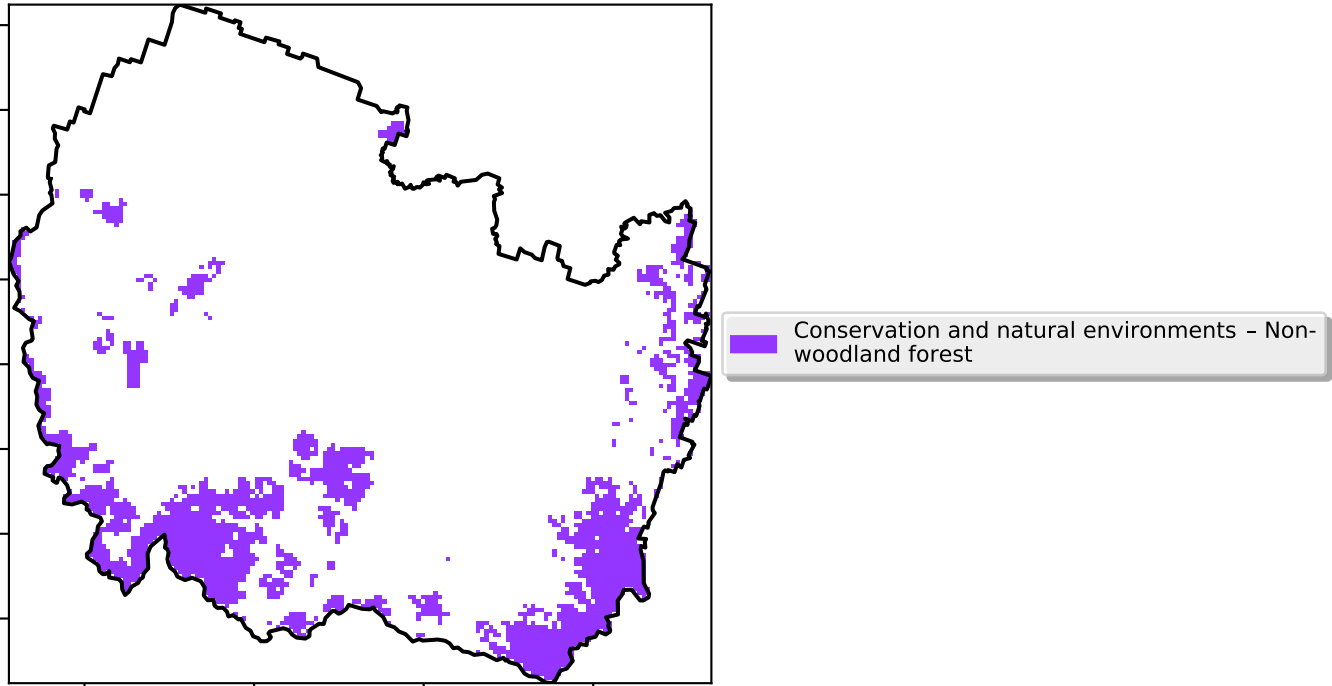 Conservation and natural environments – Non-
woodland forest